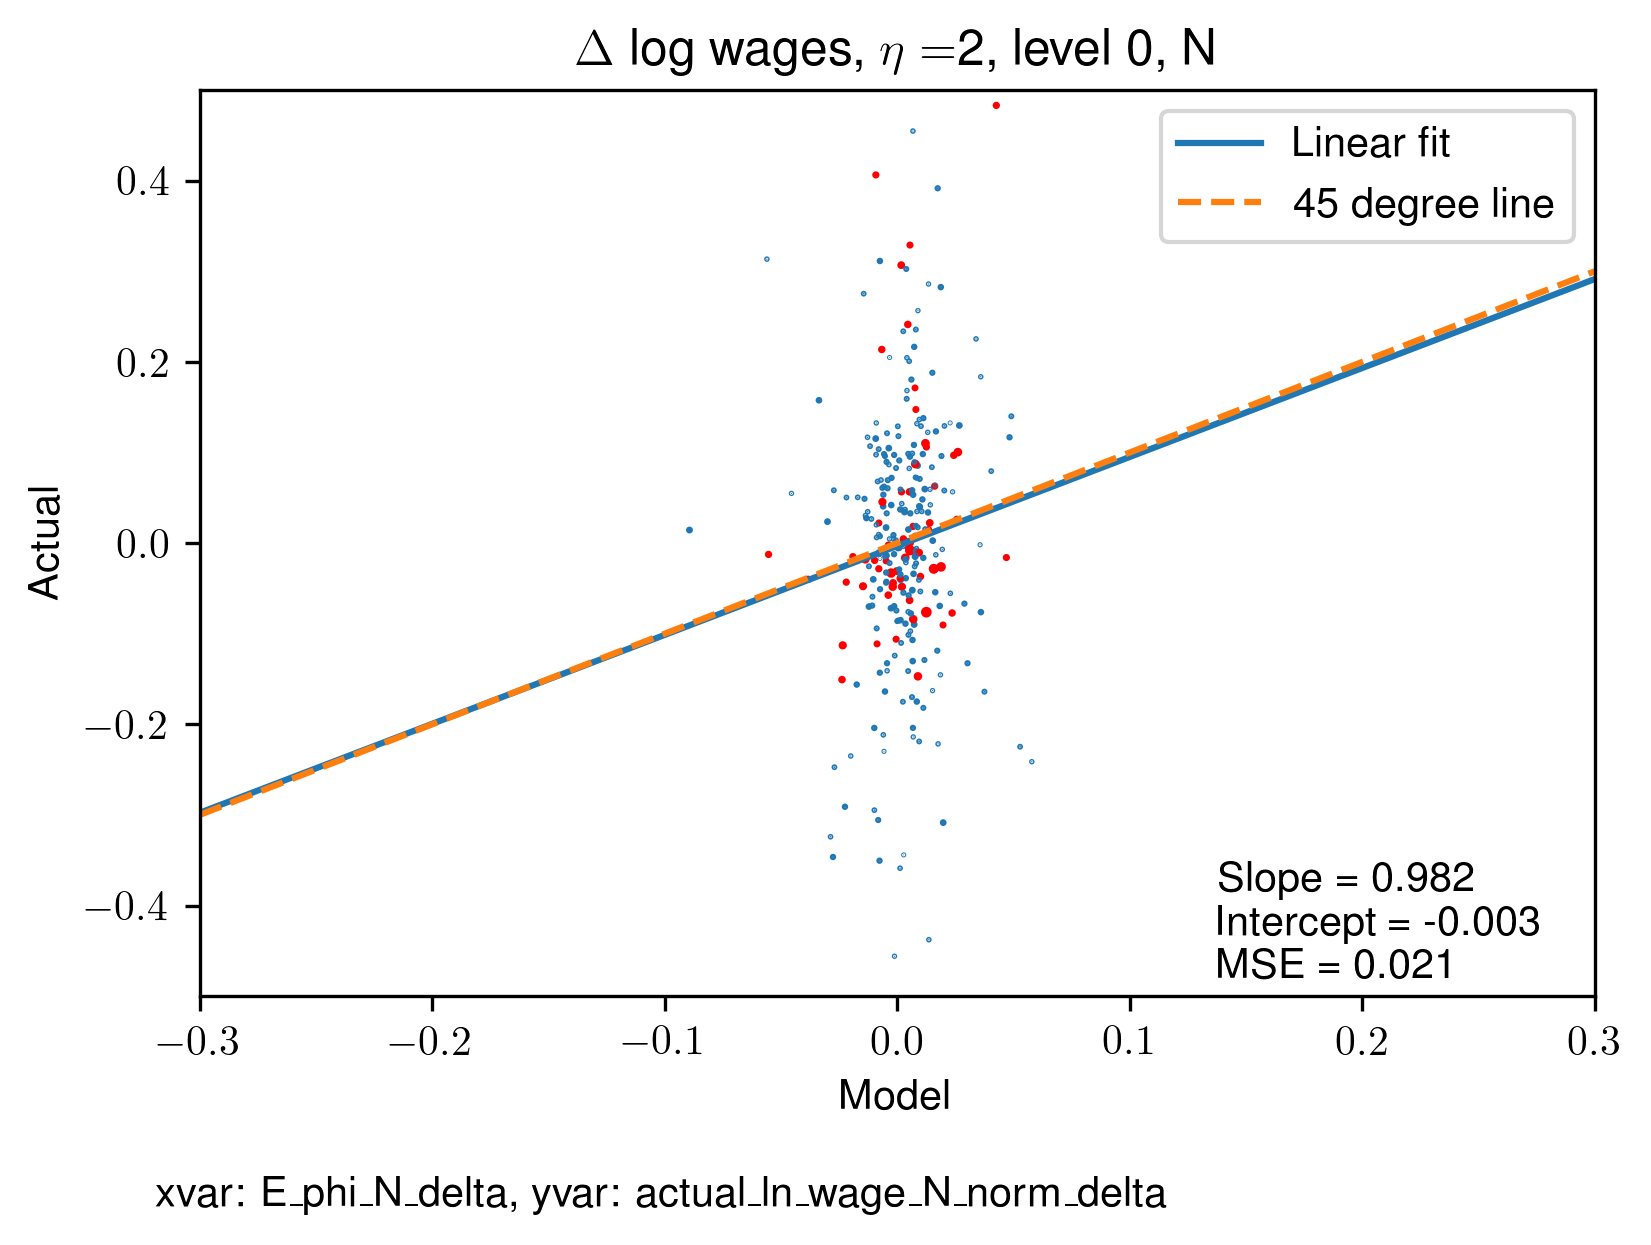 Δ log wages, η =2, level 0, N
Linear fit
45 degree line
Actual
0.4
0.2
0.0
−0.2
−0.4
Slope = 0.982
Intercept = -0.003
MSE = 0.021
−0.3 −0.2 −0.1 0.0 0.1 0.2 0.3
Model
xvar: E_phi_N_delta, yvar: actual_ln_wage_N_norm_delta